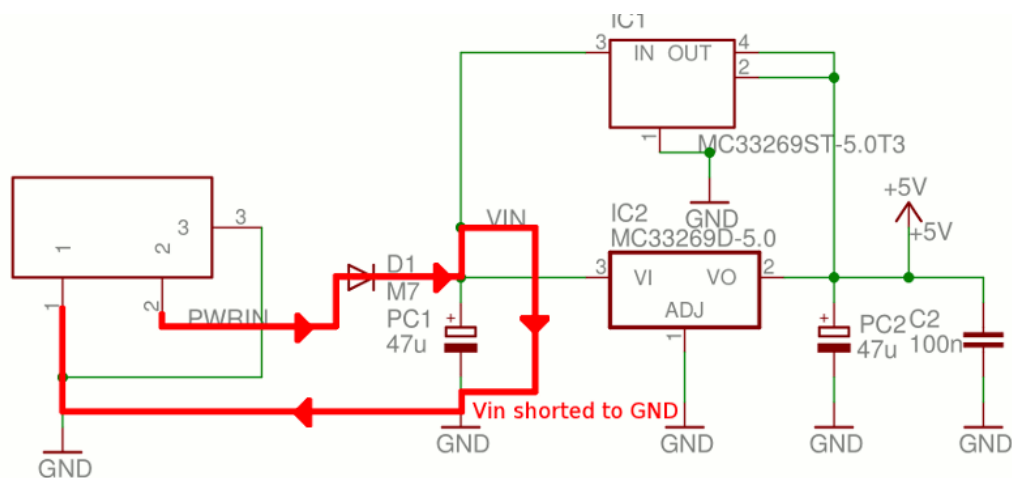 IC1
3
IN OUT
4
2
1
MC33269ST-5.0T3
GND
+5V
+5V
3
3
1
2
1
2
PWRIN
GND
D1
M7
VIN
PC1
47u
+
GND
Vin shorted to GND
IC2
MC33269D-5.0
3
VI
VO
2
ADJ
1
GND
+
PC2
47u
GND
C2
100n
GND